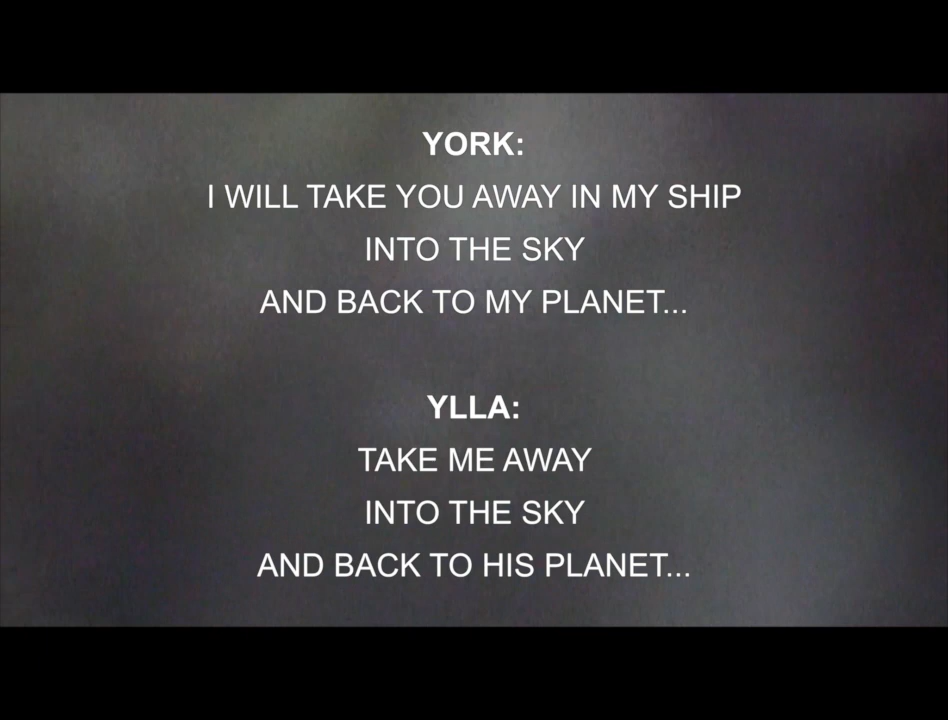 YORK:
I WILL TAKE YOU AWAY IN MY SHIP
INTO THE SKY
AND BACK TO MY PLANET...
YLLA:
TAKE ME AWAY
INTO THE SKY
AND BACK TO HIS PLANET...